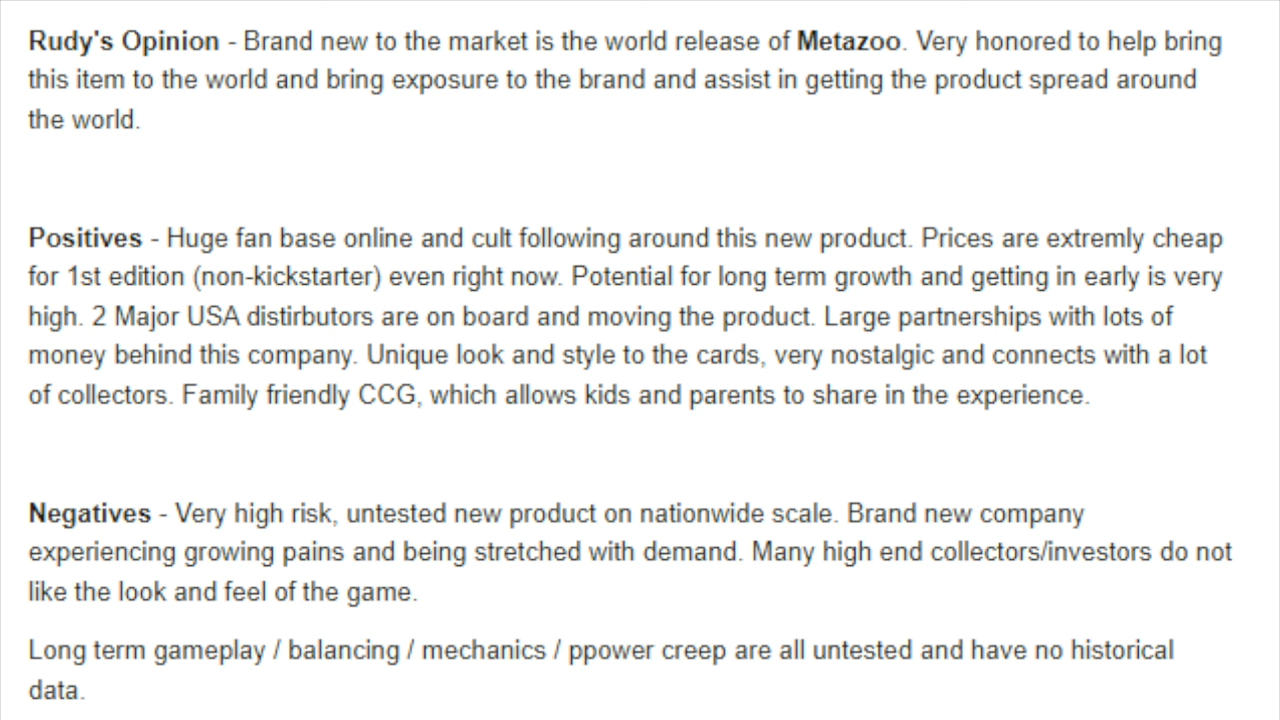 Rudy's Opinion - Brand new to the market is the world release of Metazoo. Very honored to help bring
this item to the world and bring exposure to the brand and assist in getting the product spread around
the world.
Positives - Huge fan base online and cult following around this new product. Prices are extremly cheap
for 1st edition (non-kickstarter) even right now. Potential for long term growth and getting in early is very
high. 2 Major USA distirbutors are on board and moving the product. Large partnerships with lots of
money behind this company. Unique look and style to the cards, very nostalgic and connects with a lot
of collectors. Family friendly CCG, which allows kids and parents to share in the experience.
Negatives - Very high risk, untested new product on nationwide scale. Brand new company
experiencing growing pains and being stretched with demand. Many high end collectors/investors do not
like the look and feel of the game.
Long term gameplay / balancing / mechanics / ppower creep are all untested and have no historical
data.